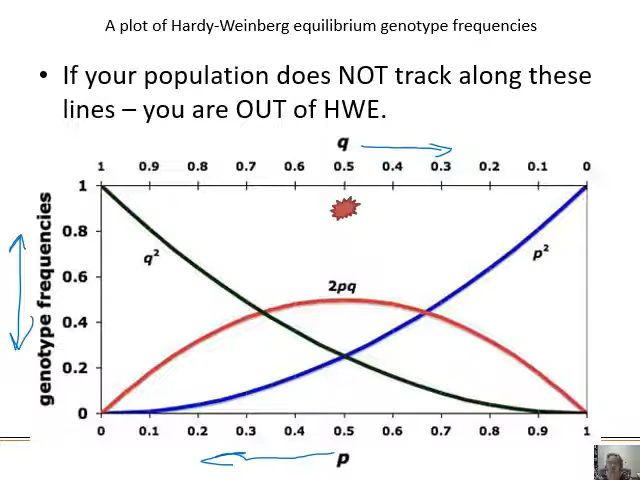 A plot of Hardy-Weinberg equilibrium genotype frequencies
• If your population does NOT track along these
lines – you are OUT of HWE.
q
1 0.9 0.8 0.7 0.6 0.5 0.4 0.3 0.2 0.1 0
genotype frequencies
1
0.8
0.6
0.4
0.2
0
q²
2pq
p²
0 0.1 0.2 0.3 0.4 0.5 0.6 0.7 0.8 0.9 1
p